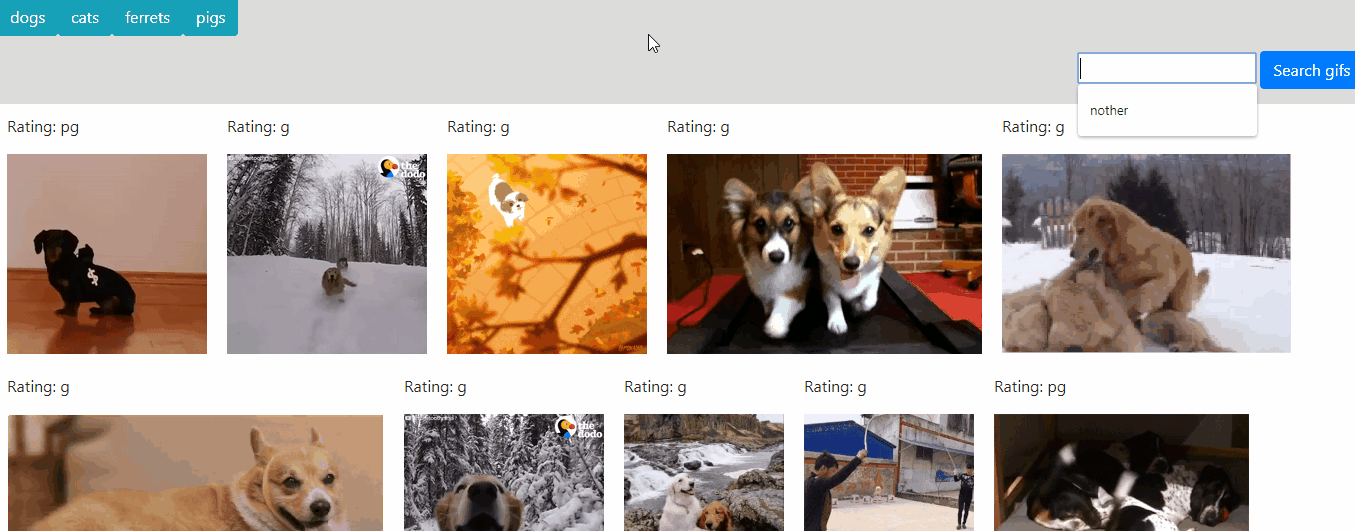 dogs cats ferrets pigs
Search gifs
nother
Rating: pg Rating: g Rating: g Rating: g Rating: g
the dodo
$
Rating: g Rating: g Rating: g Rating: g Rating: pg
the dodo